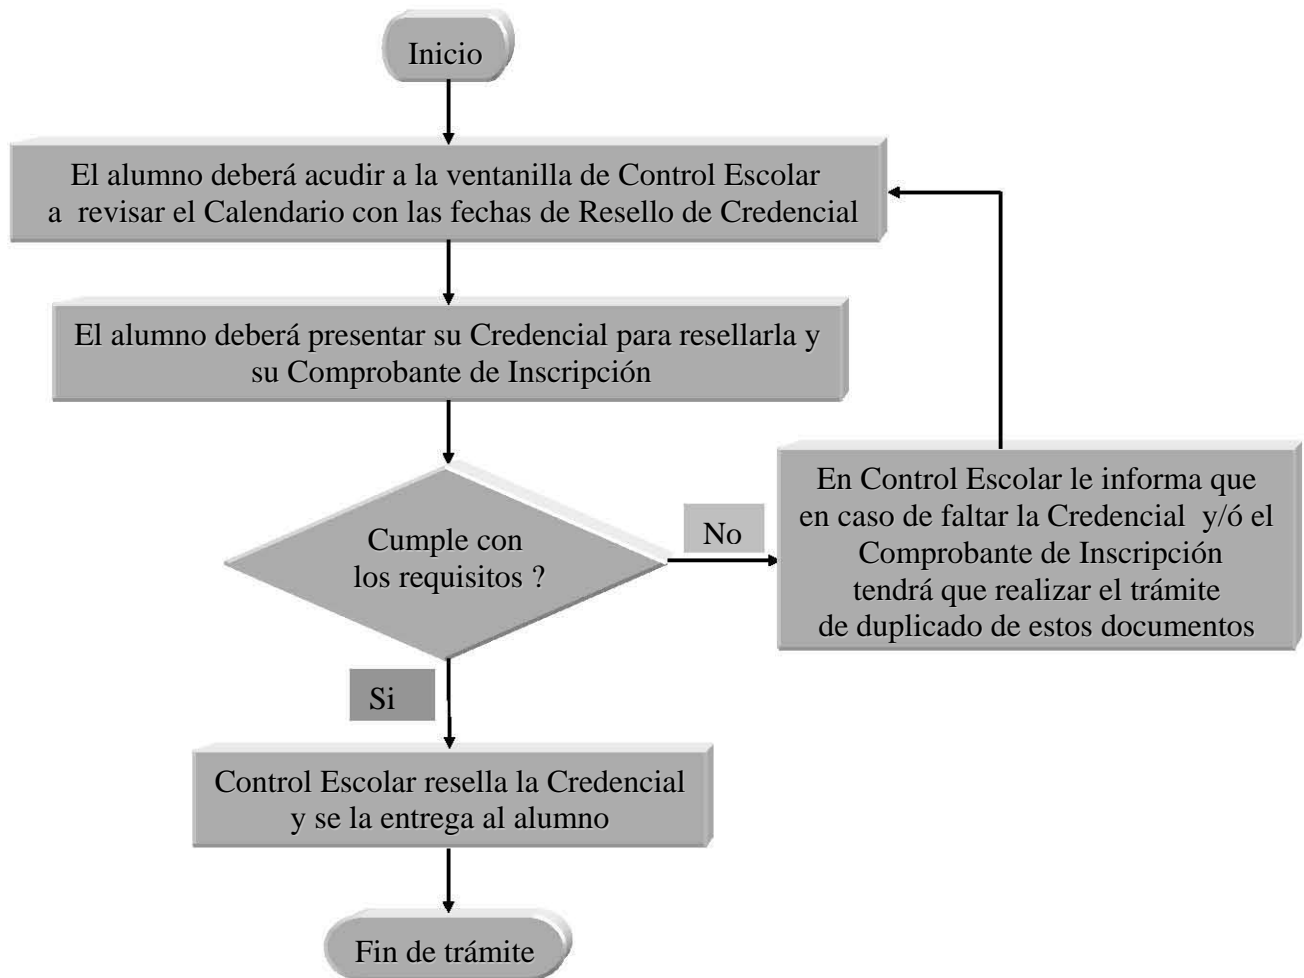 Inicio
El alumno deberá acudir a la ventanilla de Control Escolar
a revisar el Calendario con las fechas de Resello de Credencial
El alumno deberá presentar su Credencial para resellarla y
su Comprobante de Inscripción
Cumple con
los requisitos ?
No
En Control Escolar le informa que
en caso de faltar la Credencial y/ó el
Comprobante de Inscripción
tendrá que realizar el trámite
de duplicado de estos documentos
Si
Control Escolar resella la Credencial
y se la entrega al alumno
Fin de trámite